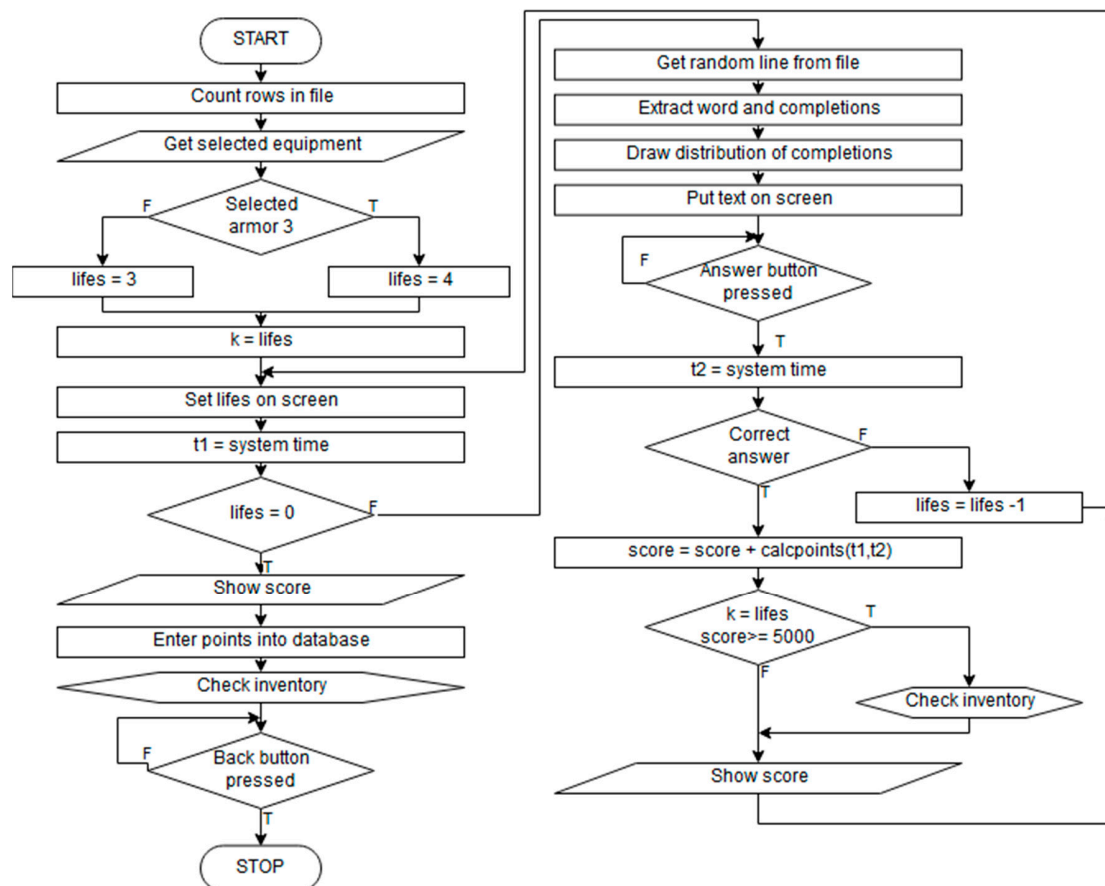 START
Count rows in file
Get selected equipment
F
Selected
armor 3
T
lifes = 3
lifes = 4
k = lifes
Set lifes on screen
t1 = system time
lifes = 0
F
T
Show score
Enter points into database
Check inventory
F
Back button
pressed
T
STOP
Get random line from file
Extract word and completions
Draw distribution of completions
Put text on screen
F
Answer button
pressed
T
t2 = system time
Correct
answer
F
T
lifes = lifes -1
score = score + calcpoints(t1,t2)
k = lifes
score>= 5000
T
F
Check inventory
Show score